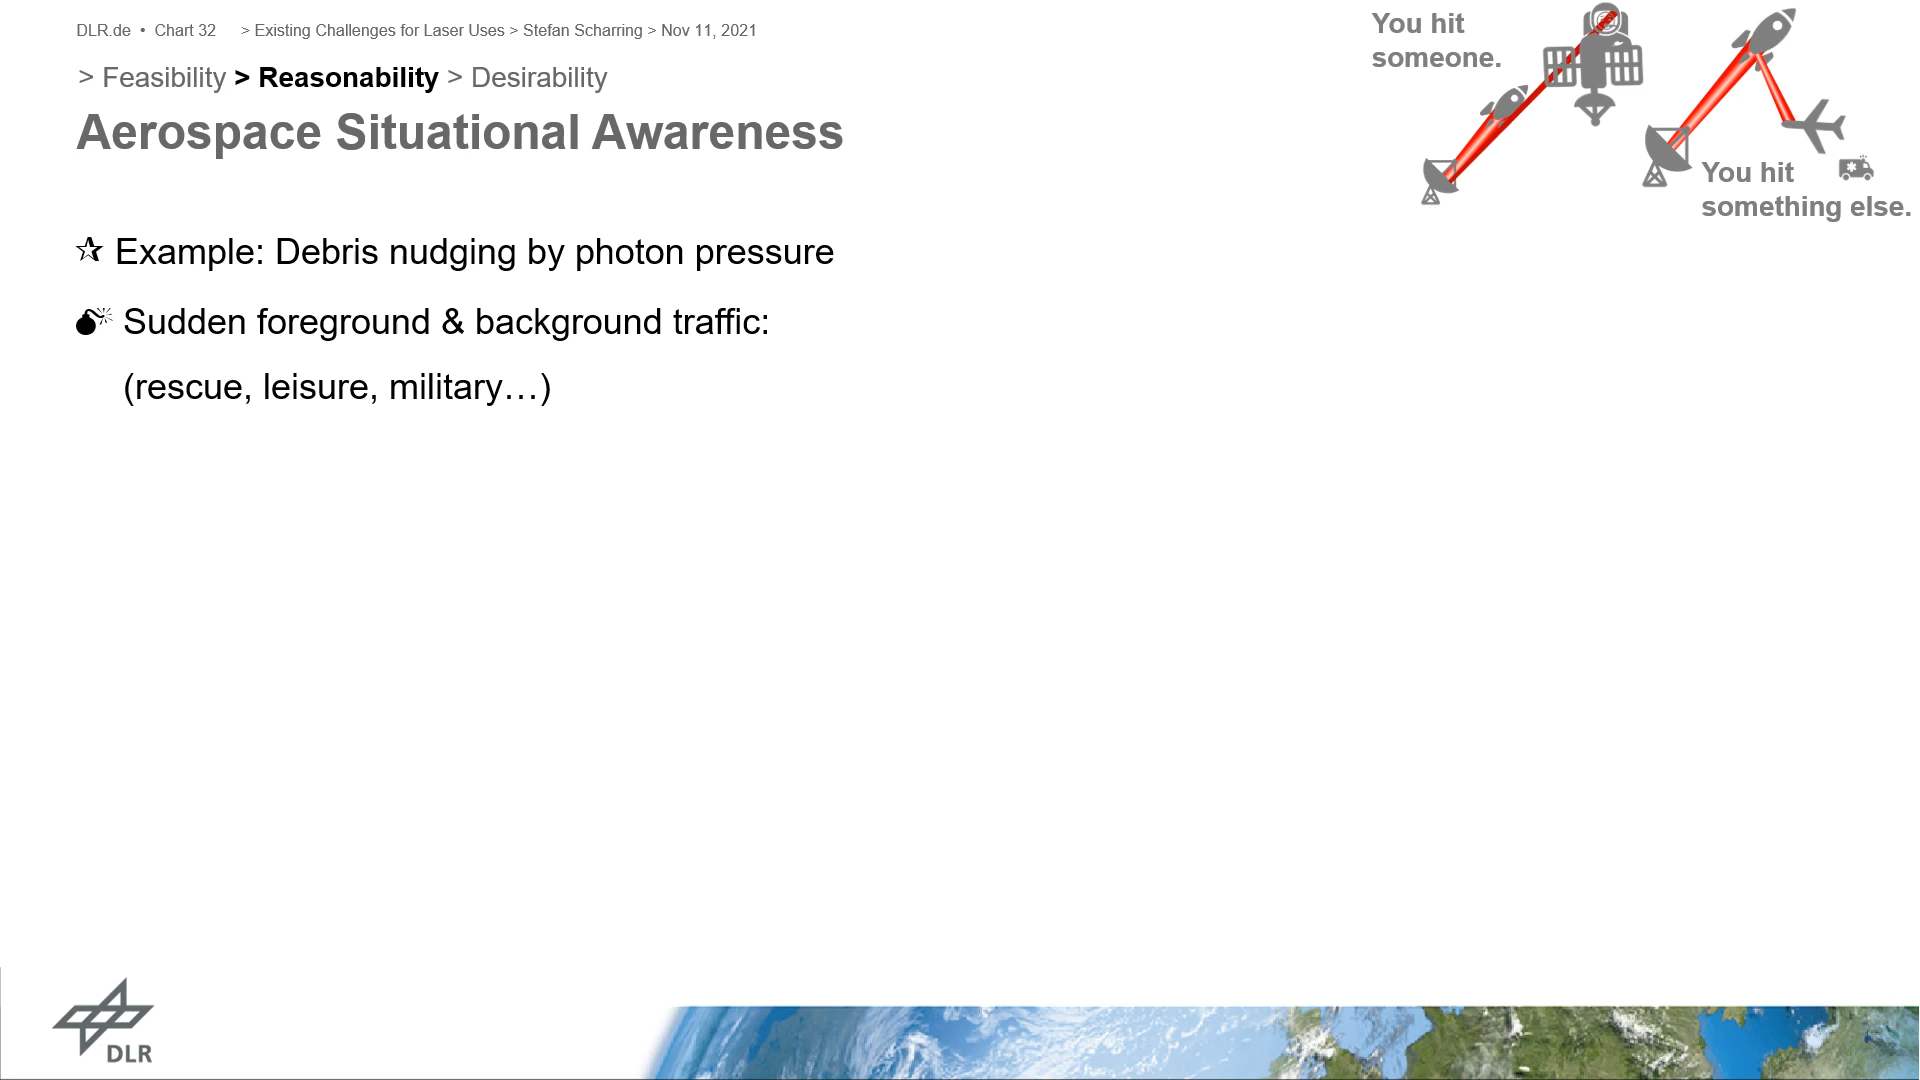 DLR.de • Chart 32 > Existing Challenges for Laser Uses > Stefan Scharring > Nov 11, 2021
> Feasibility > Reasonability > Desirability
Aerospace Situational Awareness
You hit
someone.
You hit
something else.
☆ Example: Debris nudging by photon pressure
💣 Sudden foreground & background traffic:
(rescue, leisure, military…)
DLR